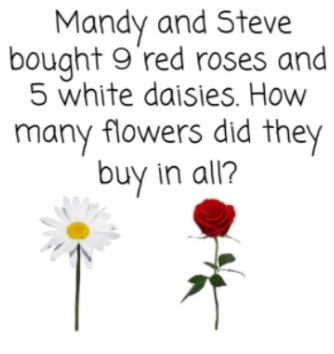 Mandy and Steve
bought 9 red roses and
5 white daisies. How
many flowers did they
buy in all?